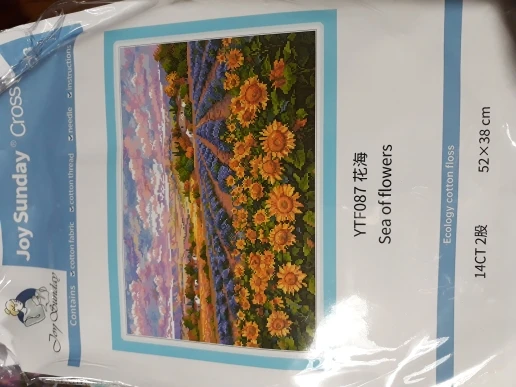 Joy Sunday® Cross
Contains cotton fabric cotton thread needle instructions
Joy Sunday
YTF087 花海
Sea of flowers
Ecology cotton floss
14CT 2股 52×38 cm